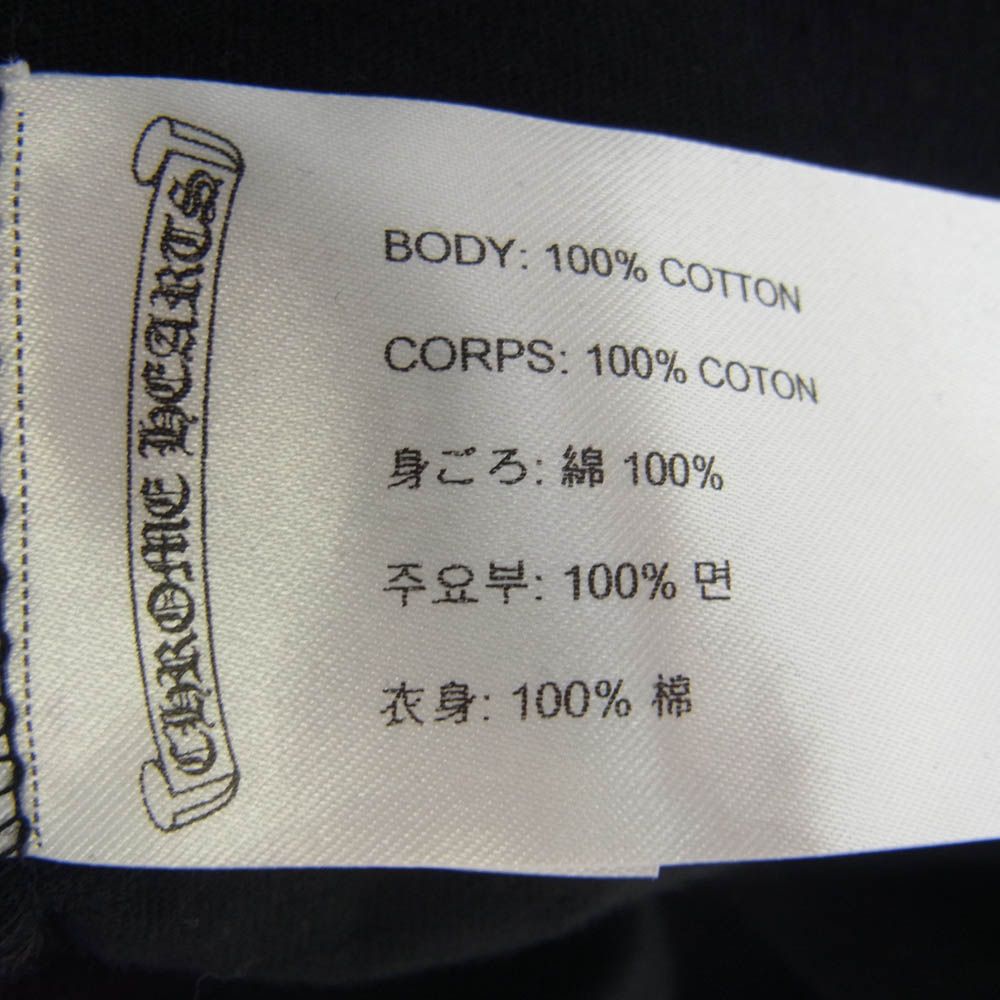 CHROME HEARTS
BODY: 100% COTTON
CORPS: 100% COTON
身ごろ: 綿 100%
주요부: 100% 면
衣身: 100% 棉